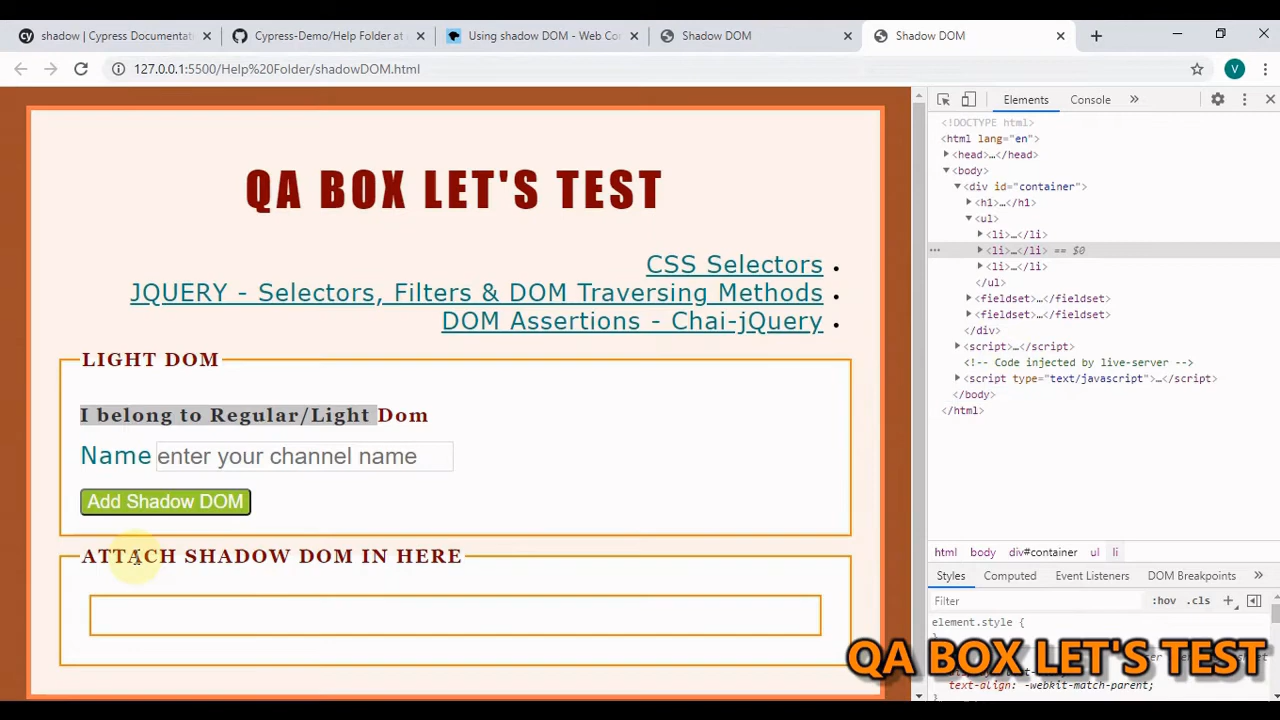 shadow | Cypress Documentati
Cypress-Demo/Help Folder at
Using shadow DOM - Web Co
Shadow DOM
Shadow DOM
127.0.0.1:5500/Help%20Folder/shadowDOM.html
V
Elements
Console
<!DOCTYPE html>
<html lang="en">
<head>…</head>
<body>
<div id="container">
<h1>…</h1>
<ul>
<li>…</li>
<li>…</li> == $0
<li>…</li>
</ul>
<fieldset>…</fieldset>
<fieldset>…</fieldset>
</div>
<script>…</script>
<!-- Code injected by live-server -->
<script type="text/javascript">…</script>
</body>
</html>
QA BOX LET'S TEST
CSS Selectors
JQUERY - Selectors, Filters & DOM Traversing Methods
DOM Assertions - Chai-jQuery
LIGHT DOM
I belong to Regular/Light Dom
Name enter your channel name
Add Shadow DOM
ATTACH SHADOW DOM IN HERE
html body div#container ul li
Styles Computed Event Listeners DOM Breakpoints
Filter :hov .cls
element.style {
text-align: -webkit-match-parent;
QA BOX LET'S TEST